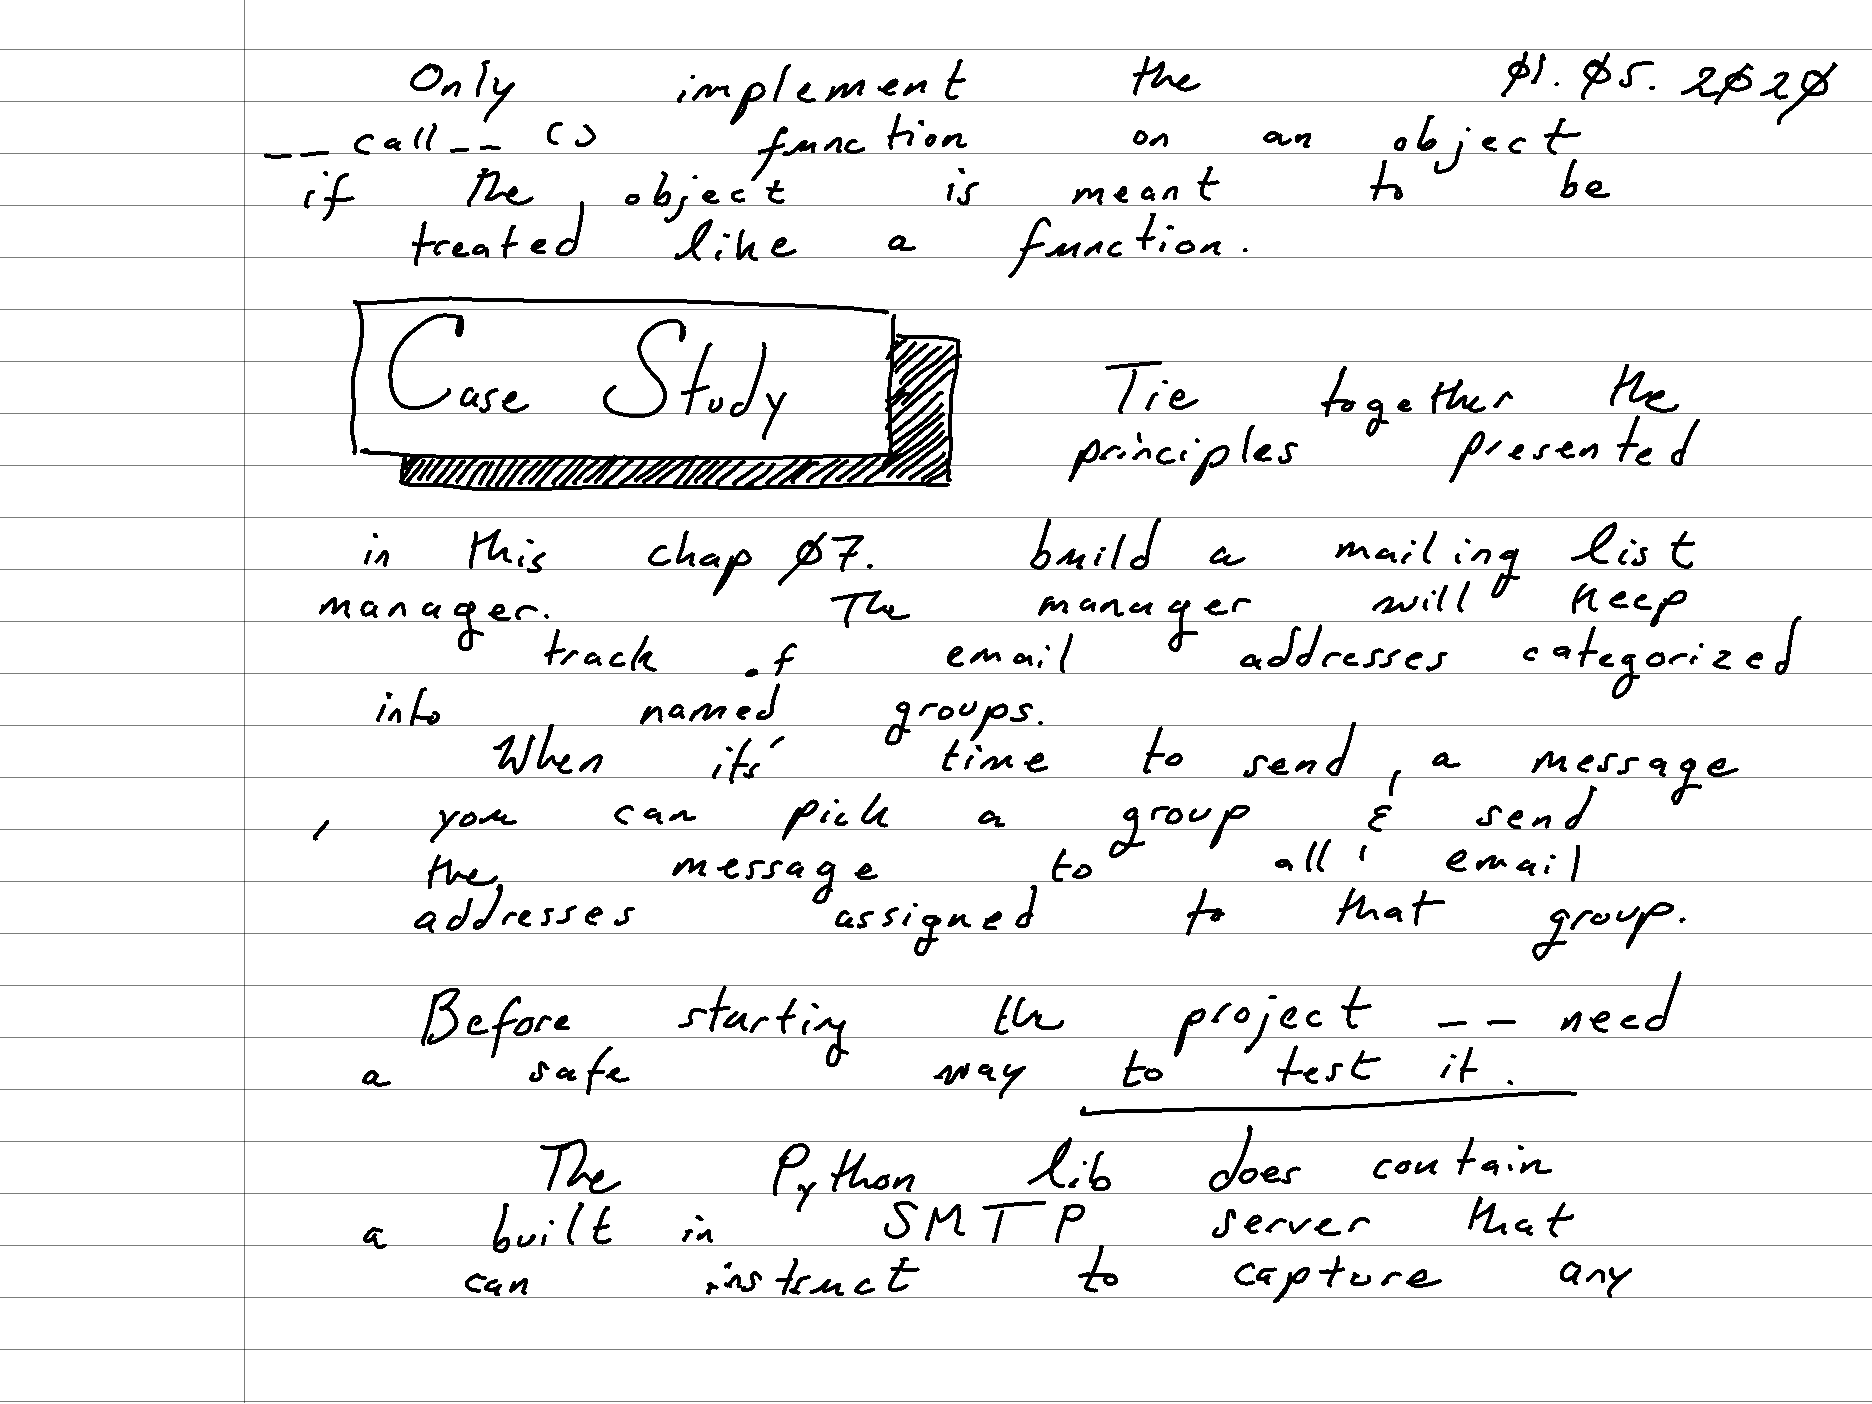 Only implement the 01.05.2020
__call__() function on an object
if the object is meant to be
treated like a function.
Case Study
Tie together the
principles presented
in this chap 07. build a mailing list
manager. The manager will keep
track of email addresses categorized
into named groups.
When its' time to send, a message
, you can pick a group & send
the message to all email
addresses assigned to that group.
Before starting the project -- need
a safe way to test it.
The Python lib does contain
a built in SMTP server that
can instruct to capture any